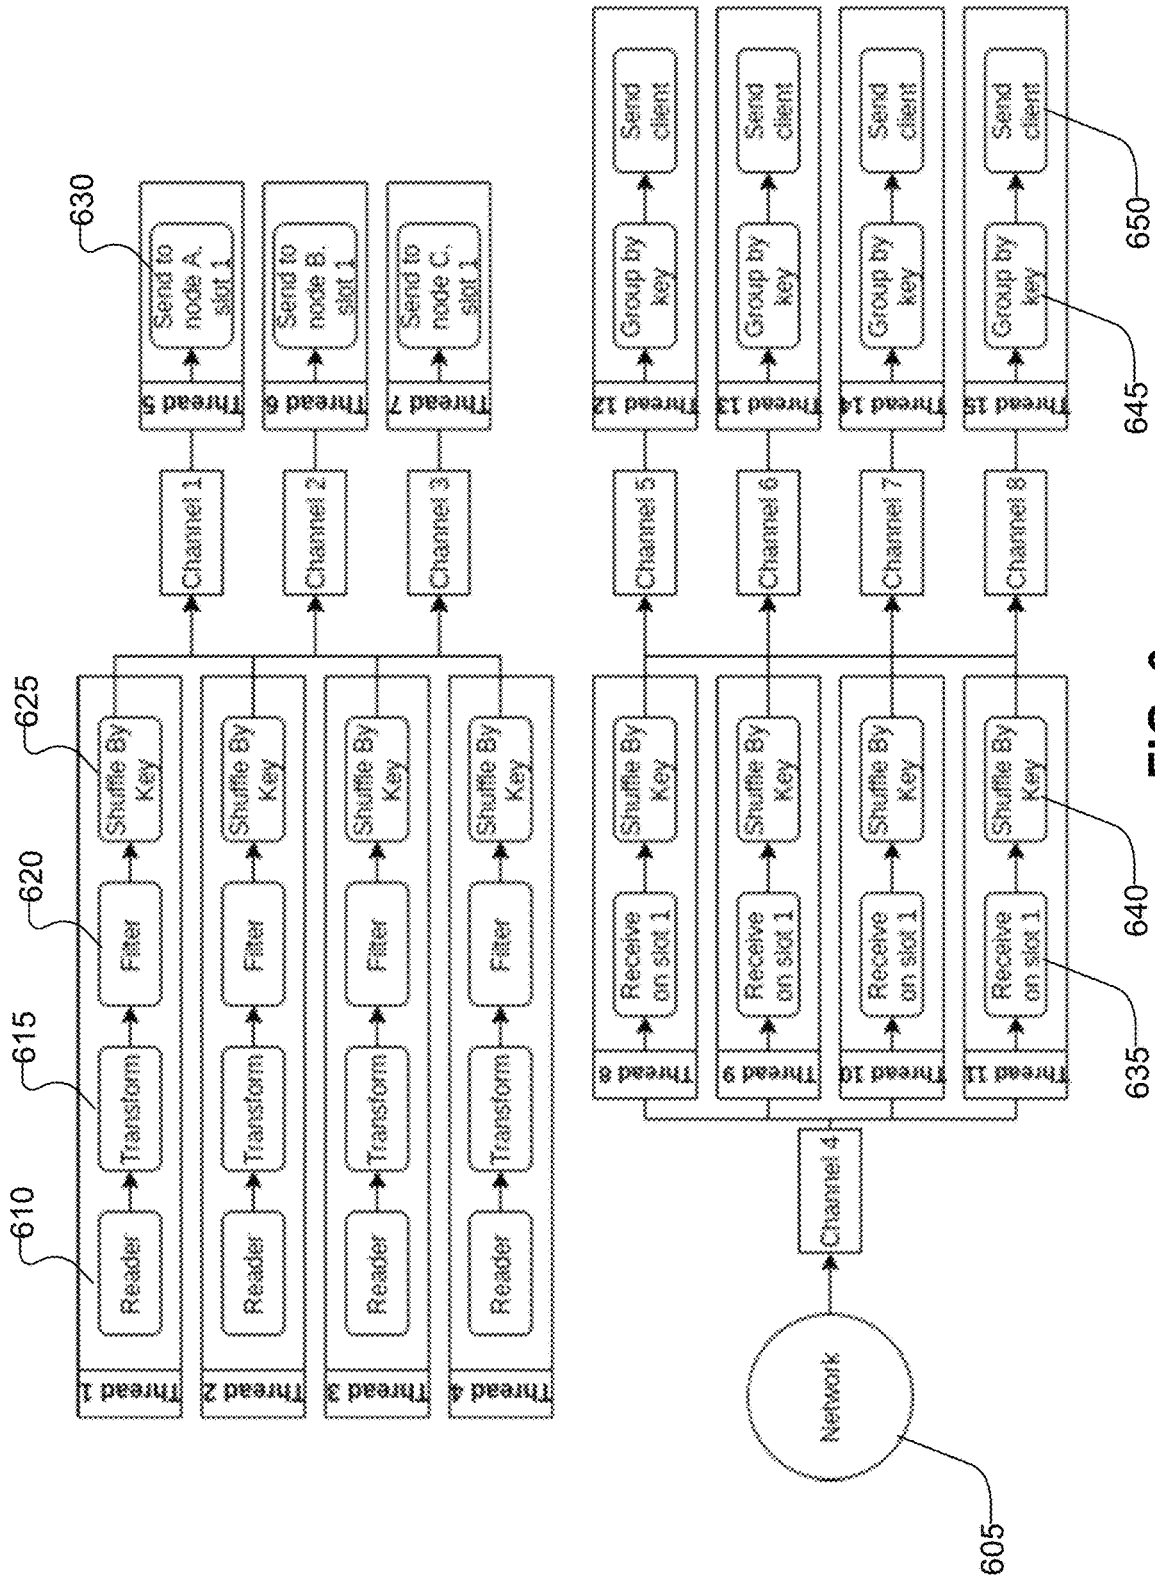 610
615
620
625
630
Thread 1
Reader
Transform
Filter
Shuffle By
Key
Channel 1
Thread 5
Send to
node A.
slot 1
Thread 2
Reader
Transform
Filter
Shuffle By
Key
Channel 2
Thread 6
Send to
node B.
slot 1
Thread 3
Reader
Transform
Filter
Shuffle By
Key
Channel 3
Thread 7
Send to
node C.
slot 1
Thread 4
Reader
Transform
Filter
Shuffle By
Key
605
Network
Channel 4
Thread 8
Receive
on slot 1
Shuffle By
Key
Channel 5
Thread 12
Group by
key
Send
client
Thread 9
Receive
on slot 1
Shuffle By
Key
Channel 6
Thread 13
Group by
key
Send
client
Thread 10
Receive
on slot 1
Shuffle By
Key
Channel 7
Thread 14
Group by
key
Send
client
Thread 11
Receive
on slot 1
Shuffle By
Key
Channel 8
Thread 15
Group by
key
Send
client
635
640
645
650
FIG.